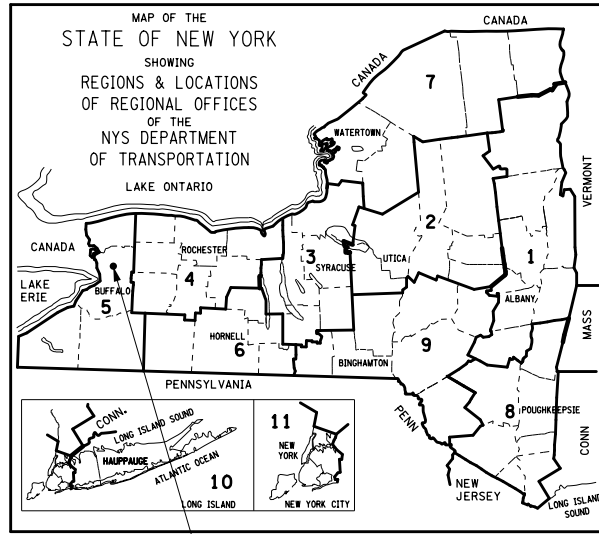 MAP OF THE
STATE OF NEW YORK
SHOWING
REGIONS & LOCATIONS
OF REGIONAL OFFICES
OF THE
NYS DEPARTMENT
OF TRANSPORTATION
LAKE ONTARIO
CANADA
CANADA
7
WATERTOWN
VERMONT
2
UTICA
1
ALBANY
MASS
CANADA
LAKE
ERIE
BUFFALO
5
ROCHESTER
4
3
SYRACUSE
HORNELL
6
BINGHAMTON
9
PENNSYLVANIA
PENN
8
POUGHKEEPSIE
CONN
NEW
JERSEY
LONG ISLAND
SOUND
CONN.
LONG ISLAND SOUND
HAUPPAUGE
ATLANTIC OCEAN
10
LONG ISLAND
11
NEW
YORK
NEW YORK CITY